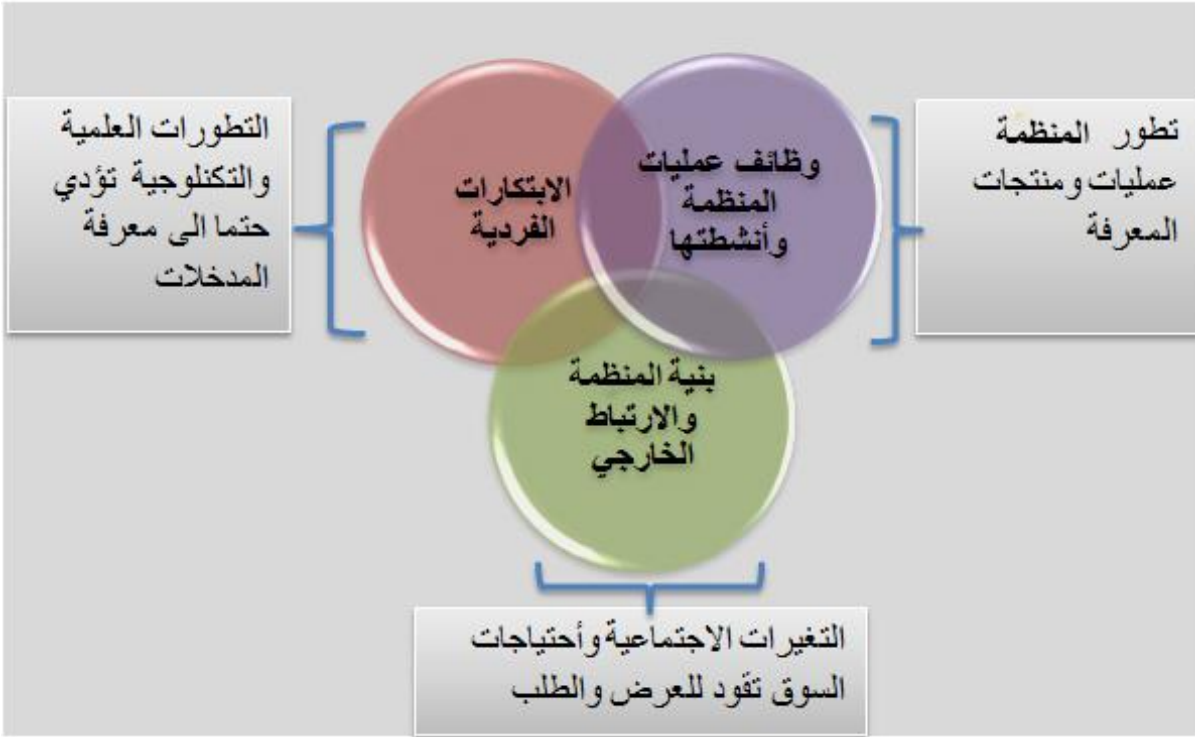 تطور المنظمة
عمليات ومنتجات
المعرفة
وظائف عمليات
المنظمة
وأنشطتها
الابتكارات
الفردية
التطورات العلمية
والتكنلوجية تؤدي
حتما الى معرفة
المدخلات
بنية المنظمة
والارتباط
الخارجي
التغيرات الاجتماعية وأحتياجات
السوق تقود للعرض والطلب